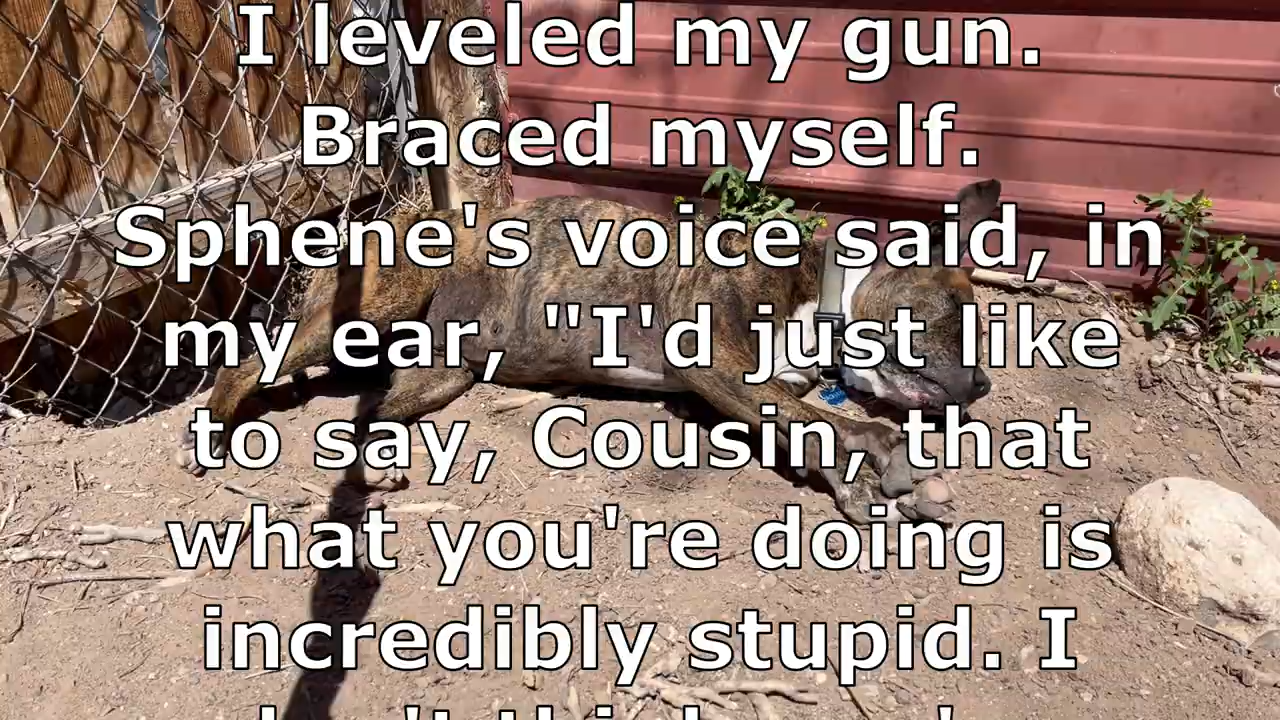 I leveled my gun.
Braced myself.
Sphene's voice said, in
my ear, "I'd just like
to say, Cousin, that
what you're doing is
incredibly stupid. I